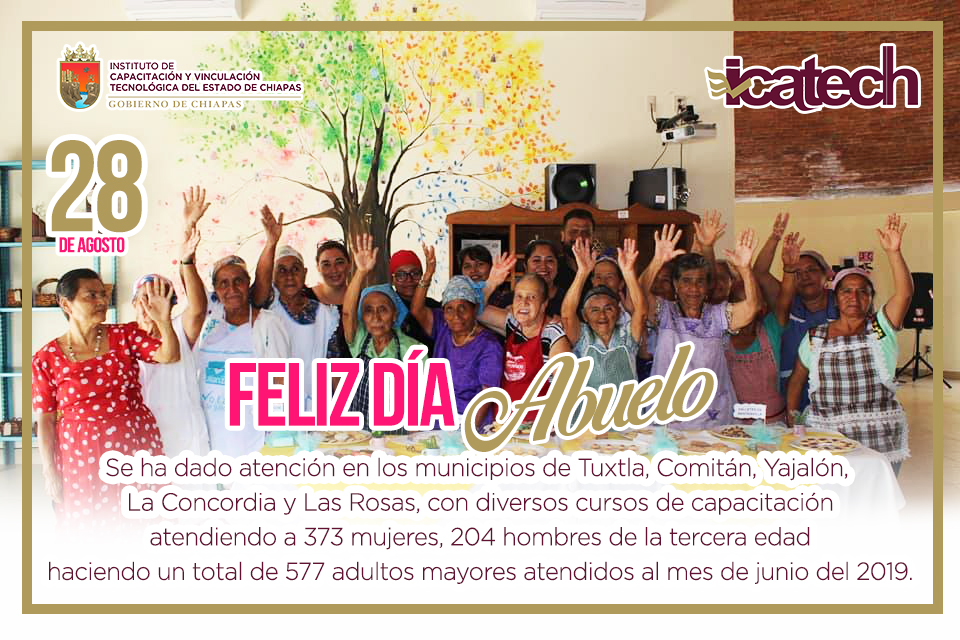 INSTITUTO DE
CAPACITACIÓN Y VINCULACIÓN
TECNOLÓGICA DEL ESTADO DE CHIAPAS
GOBIERNO DE CHIAPAS
icatech
28
DE AGOSTO
FELIZ DÍA Abuelo
Se ha dado atención en los municipios de Tuxtla, Comitán, Yajalón,
La Concordia y Las Rosas, con diversos cursos de capacitación
atendiendo a 373 mujeres, 204 hombres de la tercera edad
haciendo un total de 577 adultos mayores atendidos al mes de junio del 2019.